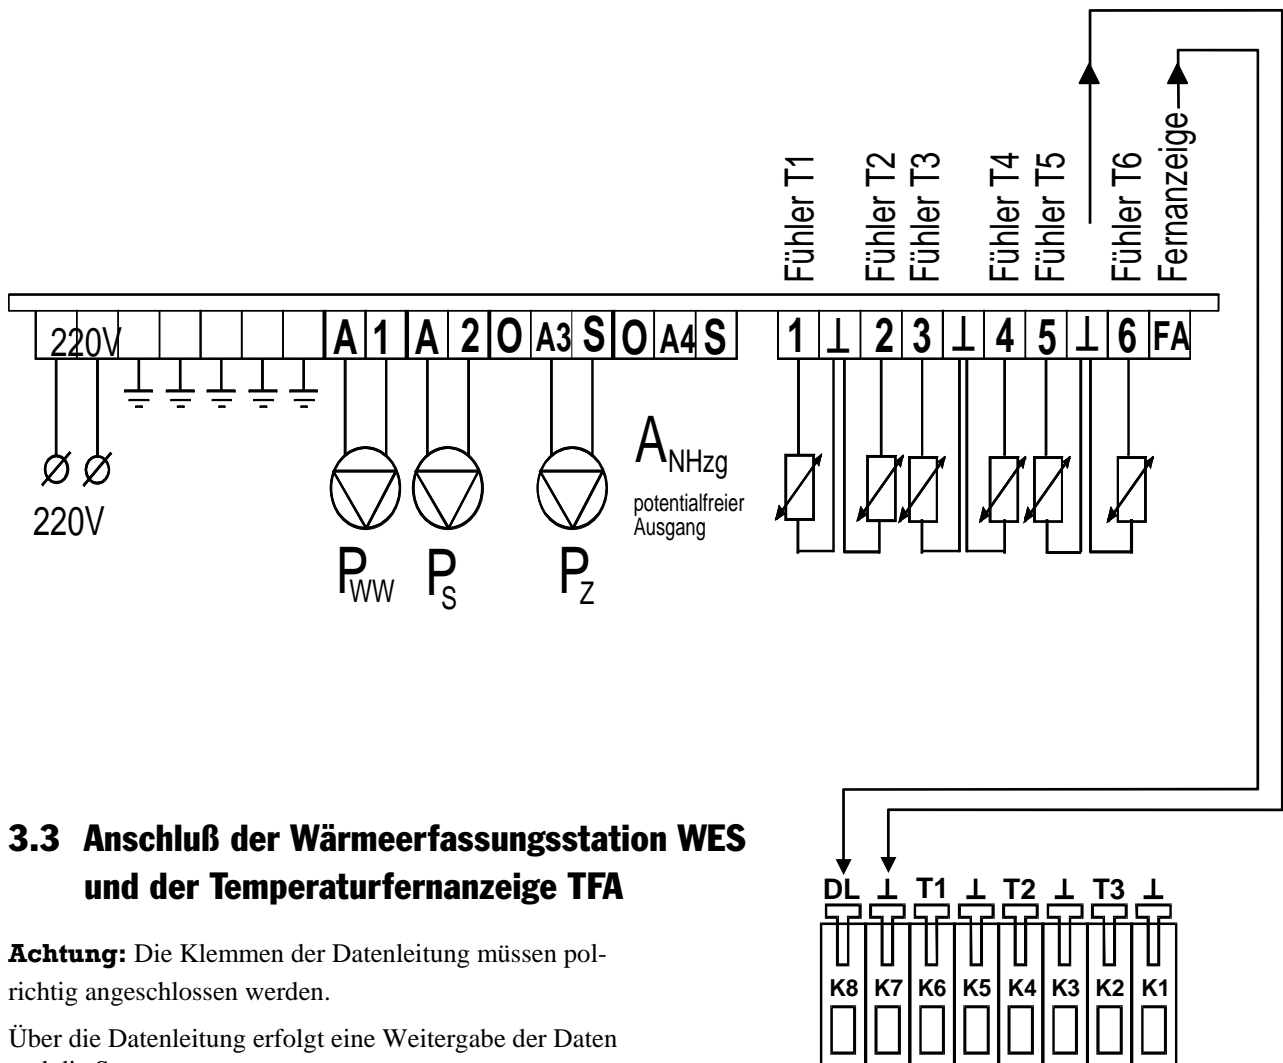 Fühler T1
Fühler T2
Fühler T3
Fühler T4
Fühler T5
Fühler T6
Fernanzeige
220V
A 1 A 2 O A3 S O A4 S
1 ⊥ 2 3 ⊥ 4 5 ⊥ 6 FA
220V
A NHzg
potentialfreier
Ausgang
P WW
P S
P Z
3.3 Anschluß der Wärmeerfassungsstation WES
und der Temperaturfernanzeige TFA
Achtung: Die Klemmen der Datenleitung müssen pol-
richtig angeschlossen werden.
Über die Datenleitung erfolgt eine Weitergabe der Daten
DL ⊥ T1 ⊥ T2 ⊥ T3 ⊥
K8 K7 K6 K5 K4 K3 K2 K1